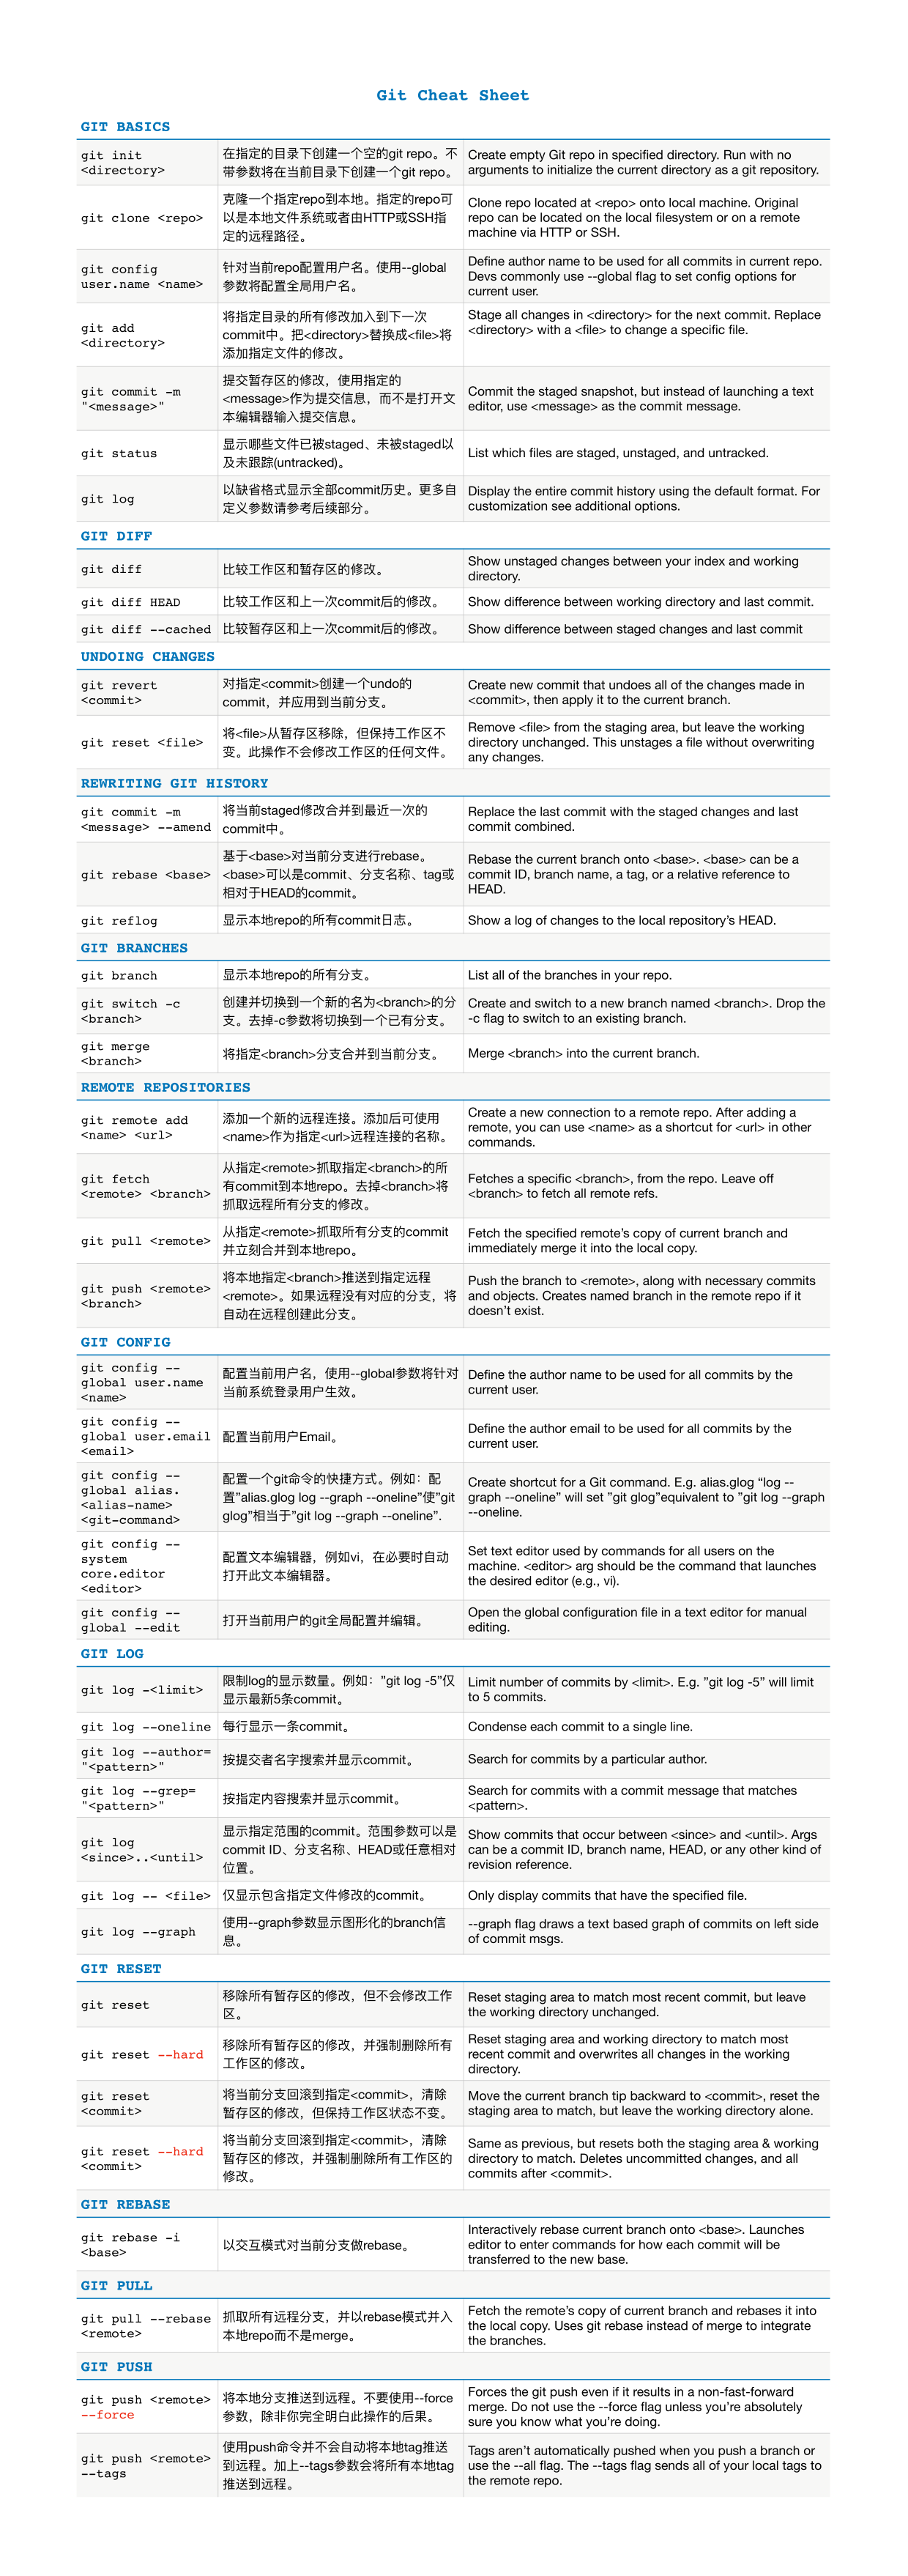 Git Cheat Sheet
GIT BASICS
git init
<directory>
在指定的目录下创建一个空的git repo。不
带参数将在当前目录下创建一个git repo。
Create empty Git repo in specified directory. Run with no
arguments to initialize the current directory as a git repository.
git clone <repo>
克隆一个指定repo到本地。指定的repo可
以是本地文件系统或者由HTTP或SSH指
定的远程路径。
Clone repo located at <repo> onto local machine. Original
repo can be located on the local filesystem or on a remote
machine via HTTP or SSH.
git config
user.name <name>
针对当前repo配置用户名。使用--global
参数将配置全局用户名。
Define author name to be used for all commits in current repo.
Devs commonly use --global flag to set config options for
current user.
git add
<directory>
将指定目录的所有修改加入到下一次
commit中。把<directory>替换成<file>将
添加指定文件的修改。
Stage all changes in <directory> for the next commit. Replace
<directory> with a <file> to change a specific file.
git commit -m
"<message>"
提交暂存区的修改，使用指定的
<message>作为提交信息，而不是打开文
本编辑器输入提交信息。
Commit the staged snapshot, but instead of launching a text
editor, use <message> as the commit message.
git status
显示哪些文件已被staged、未被staged以
及未跟踪(untracked)。
List which files are staged, unstaged, and untracked.
git log
以缺省格式显示全部commit历史。更多自
定义参数请参考后续部分。
Display the entire commit history using the default format. For
customization see additional options.
GIT DIFF
git diff
比较工作区和暂存区的修改。
Show unstaged changes between your index and working
directory.
git diff HEAD
比较工作区和上一次commit后的修改。
Show difference between working directory and last commit.
git diff --cached
比较暂存区和上一次commit后的修改。
Show difference between staged changes and last commit
UNDOING CHANGES
git revert
<commit>
对指定<commit>创建一个undo的
commit，并应用到当前分支。
Create new commit that undoes all of the changes made in
<commit>, then apply it to the current branch.
git reset <file>
将<file>从暂存区移除，但保持工作区不
变。此操作不会修改工作区的任何文件。
Remove <file> from the staging area, but leave the working
directory unchanged. This unstages a file without overwriting
any changes.
REWRITING GIT HISTORY
git commit -m
<message> --amend
将当前staged修改合并到最近一次的
commit中。
Replace the last commit with the staged changes and last
commit combined.
git rebase <base>
基于<base>对当前分支进行rebase。
<base>可以是commit、分支名称、tag或
相对于HEAD的commit。
Rebase the current branch onto <base>. <base> can be a
commit ID, branch name, a tag, or a relative reference to
HEAD.
git reflog
显示本地repo的所有commit日志。
Show a log of changes to the local repository’s HEAD.
GIT BRANCHES
git branch
显示本地repo的所有分支。
List all of the branches in your repo.
git switch -c
<branch>
创建并切换到一个新的名为<branch>的分
支。去掉-c参数将切换到一个已有分支。
Create and switch to a new branch named <branch>. Drop the
-c flag to switch to an existing branch.
git merge
<branch>
将指定<branch>分支合并到当前分支。
Merge <branch> into the current branch.
REMOTE REPOSITORIES
git remote add
<name> <url>
添加一个新的远程连接。添加后可使用
<name>作为指定<url>远程连接的名称。
Create a new connection to a remote repo. After adding a
remote, you can use <name> as a shortcut for <url> in other
commands.
git fetch
<remote> <branch>
从指定<remote>抓取指定<branch>的所
有commit到本地repo。去掉<branch>将
抓取远程所有分支的修改。
Fetches a specific <branch>, from the repo. Leave off
<branch> to fetch all remote refs.
git pull <remote>
从指定<remote>抓取所有分支的commit
并立刻合并到本地repo。
Fetch the specified remote’s copy of current branch and
immediately merge it into the local copy.
git push <remote>
<branch>
将本地指定<branch>推送到指定远程
<remote>。如果远程没有对应的分支，将
自动在远程创建此分支。
Push the branch to <remote>, along with necessary commits
and objects. Creates named branch in the remote repo if it
doesn’t exist.
GIT CONFIG
git config --
global user.name
<name>
配置当前用户名，使用--global参数将针对
当前系统登录用户生效。
Define the author name to be used for all commits by the
current user.
git config --
global user.email
<email>
配置当前用户Email。
Define the author email to be used for all commits by the
current user.
git config --
global alias.
<alias-name>
<git-command>
配置一个git命令的快捷方式。例如：配
置”alias.glog log --graph --oneline”使”git
glog”相当于”git log --graph --oneline”.
Create shortcut for a Git command. E.g. alias.glog “log --
graph --oneline” will set ”git glog”equivalent to ”git log --graph
--oneline.
git config --
system
core.editor
<editor>
配置文本编辑器，例如vi，在必要时自动
打开此文本编辑器。
Set text editor used by commands for all users on the
machine. <editor> arg should be the command that launches
the desired editor (e.g., vi).
git config --
global --edit
打开当前用户的git全局配置并编辑。
Open the global configuration file in a text editor for manual
editing.
GIT LOG
git log -<limit>
限制log的显示数量。例如：”git log -5”仅
显示最新5条commit。
Limit number of commits by <limit>. E.g. ”git log -5” will limit
to 5 commits.
git log --oneline
每行显示一条commit。
Condense each commit to a single line.
git log --author=
"<pattern>"
按提交者名字搜索并显示commit。
Search for commits by a particular author.
git log --grep=
"<pattern>"
按指定内容搜索并显示commit。
Search for commits with a commit message that matches
<pattern>.
git log
<since>..<until>
显示指定范围的commit。范围参数可以是
commit ID、分支名称、HEAD或任意相对
位置。
Show commits that occur between <since> and <until>. Args
can be a commit ID, branch name, HEAD, or any other kind of
revision reference.
git log -- <file>
仅显示包含指定文件修改的commit。
Only display commits that have the specified file.
git log --graph
使用--graph参数显示图形化的branch信
息。
--graph flag draws a text based graph of commits on left side
of commit msgs.
GIT RESET
git reset
移除所有暂存区的修改，但不会修改工作
区。
Reset staging area to match most recent commit, but leave
the working directory unchanged.
git reset --hard
移除所有暂存区的修改，并强制删除所有
工作区的修改。
Reset staging area and working directory to match most
recent commit and overwrites all changes in the working
directory.
git reset
<commit>
将当前分支回滚到指定<commit>，清除
暂存区的修改，但保持工作区状态不变。
Move the current branch tip backward to <commit>, reset the
staging area to match, but leave the working directory alone.
git reset --hard
<commit>
将当前分支回滚到指定<commit>，清除
暂存区的修改，并强制删除所有工作区的
修改。
Same as previous, but resets both the staging area & working
directory to match. Deletes uncommitted changes, and all
commits after <commit>.
GIT REBASE
git rebase -i
<base>
以交互模式对当前分支做rebase。
Interactively rebase current branch onto <base>. Launches
editor to enter commands for how each commit will be
transferred to the new base.
GIT PULL
git pull --rebase
<remote>
抓取所有远程分支，并以rebase模式并入
本地repo而不是merge。
Fetch the remote’s copy of current branch and rebases it into
the local copy. Uses git rebase instead of merge to integrate
the branches.
GIT PUSH
git push <remote>
--force
将本地分支推送到远程。不要使用--force
参数，除非你完全明白此操作的后果。
Forces the git push even if it results in a non-fast-forward
merge. Do not use the --force flag unless you’re absolutely
sure you know what you’re doing.
git push <remote>
--tags
使用push命令并不会自动将本地tag推送
到远程。加上--tags参数会将所有本地tag
推送到远程。
Tags aren’t automatically pushed when you push a branch or
use the --all flag. The --tags flag sends all of your local tags to
the remote repo.